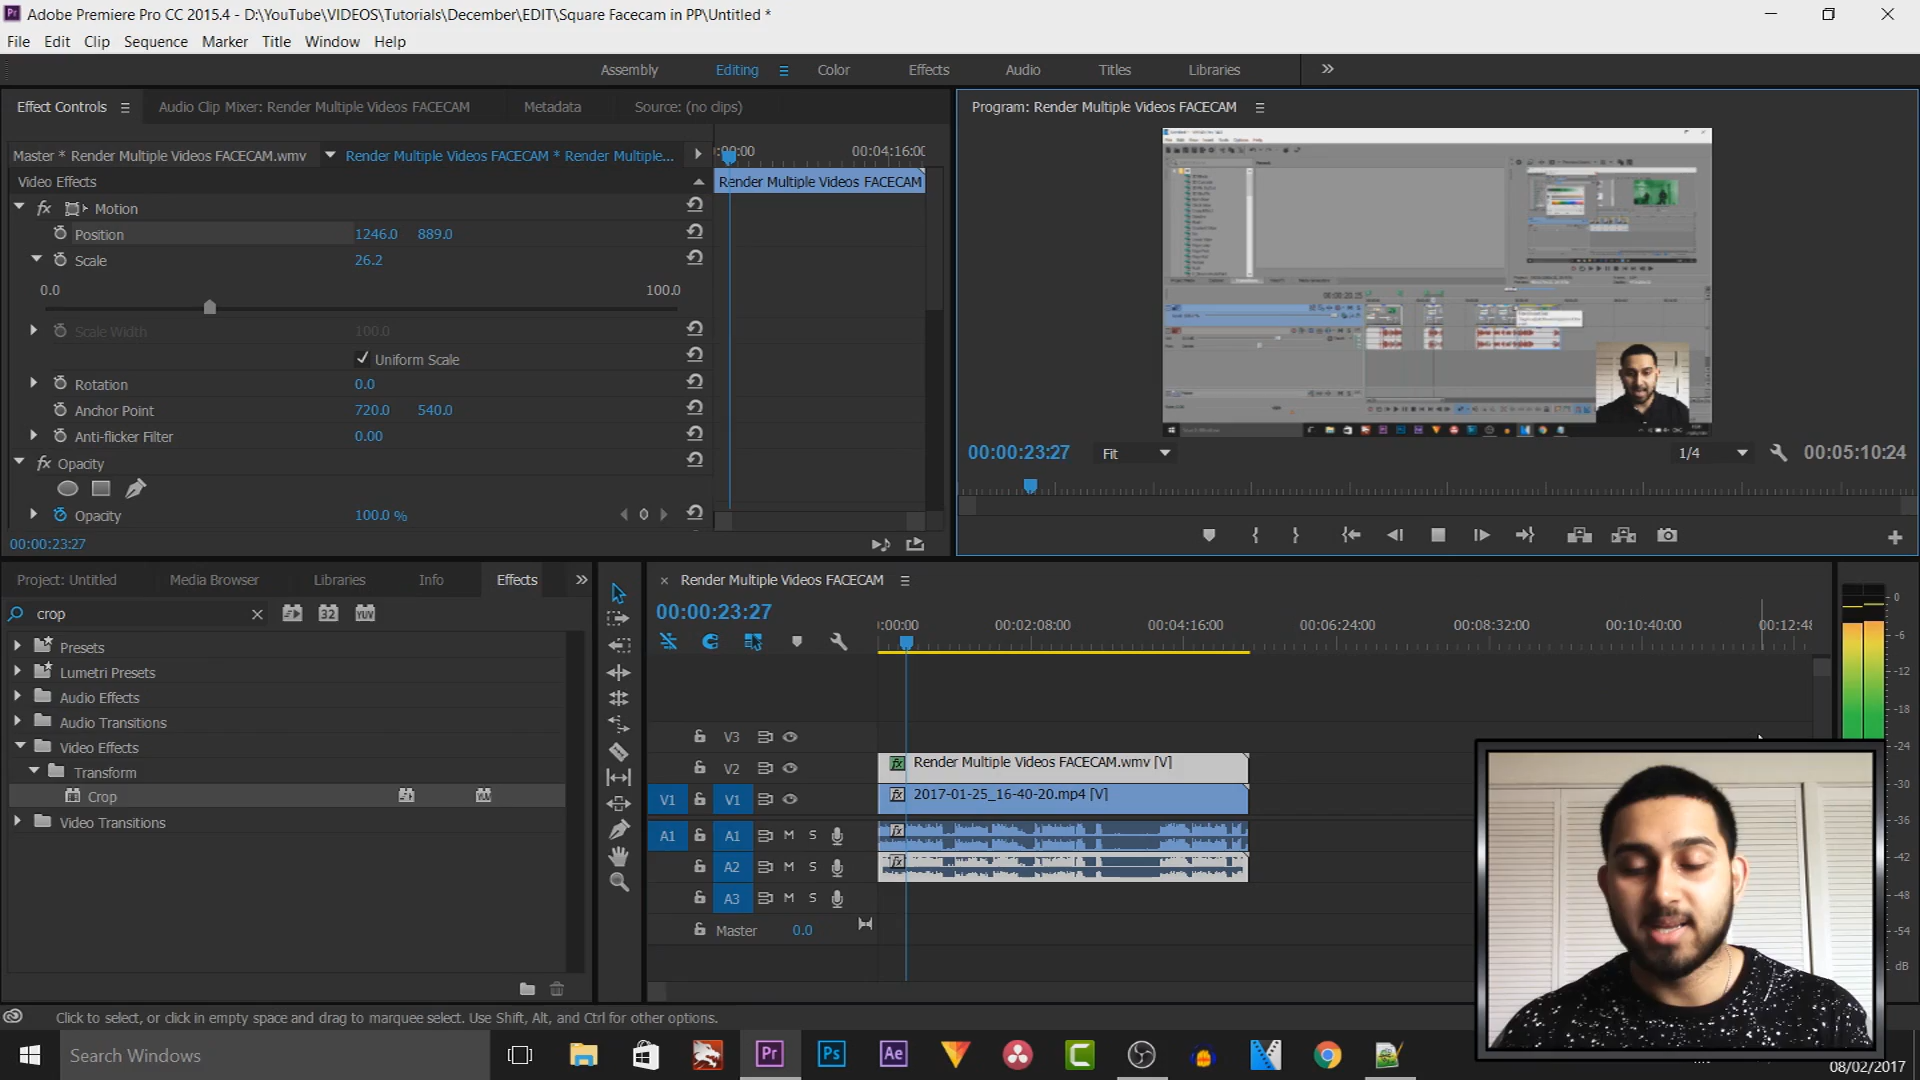 Adobe Premiere Pro CC 2015.4 - D:\YouTube\VIDEOS\Tutorials\December\EDIT\Square Facecam in PP\Untitled *
File Edit Clip Sequence Marker Title Window Help
Assembly Editing Color Effects Audio Titles Libraries
Effect Controls Audio Clip Mixer: Render Multiple Videos FACECAM Metadata Source: (no clips)
Program: Render Multiple Videos FACECAM
Master * Render Multiple Videos FACECAM.wmv Render Multiple Videos FACECAM * Render Multiple...
:00:00 00:04:16:00
Video Effects
Render Multiple Videos FACECAM
fx Motion
Position 1246.0 889.0
Scale 26.2
0.0 100.0
Scale Width 100.0
Uniform Scale
Rotation 0.0
Anchor Point 720.0 540.0
Anti-flicker Filter 0.00
fx Opacity
Opacity 100.0 %
00:00:23:27
00:00:23:27 Fit 1/4 00:05:10:24
Project: Untitled Media Browser Libraries Info Effects
crop
32 YUV
Presets
Lumetri Presets
Audio Effects
Audio Transitions
Video Effects
Transform
Crop
Video Transitions
× Render Multiple Videos FACECAM
00:00:23:27
:00:00 00:02:08:00 00:04:16:00 00:06:24:00 00:08:32:00 00:10:40:00 00:12:48
V3
V2 fx Render Multiple Videos FACECAM.wmv [V]
V1 V1 fx 2017-01-25_16-40-20.mp4 [V]
A1 A1 M S fx
A2 M S fx
A3 M S
Master 0.0
0
-6
-12
-18
-24
-30
-36
-42
-48
-54
dB
Click to select, or click in empty space and drag to marquee select. Use Shift, Alt, and Ctrl for other options.
Search Windows
Pr Ps Ae
08/02/2017